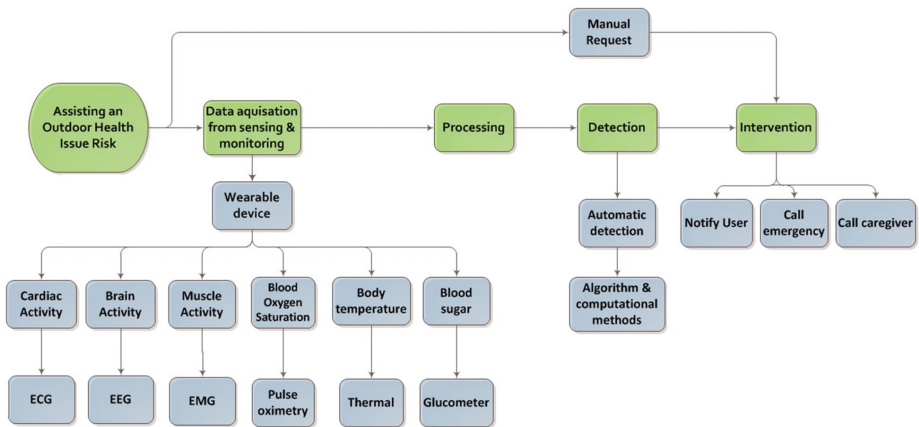 Manual
Request
Assisting an
Outdoor Health
Issue Risk
Data aquisation
from sensing &
monitoring
Processing
Detection
Intervention
Wearable
device
Automatic
detection
Notify User
Call
emergency
Call caregiver
Cardiac
Activity
Brain
Activity
Muscle
Activity
Blood
Oxygen
Saturation
Body
temperature
Blood
sugar
Algorithm &
computational
methods
ECG
EEG
EMG
Pulse
oximetry
Thermal
Glucometer